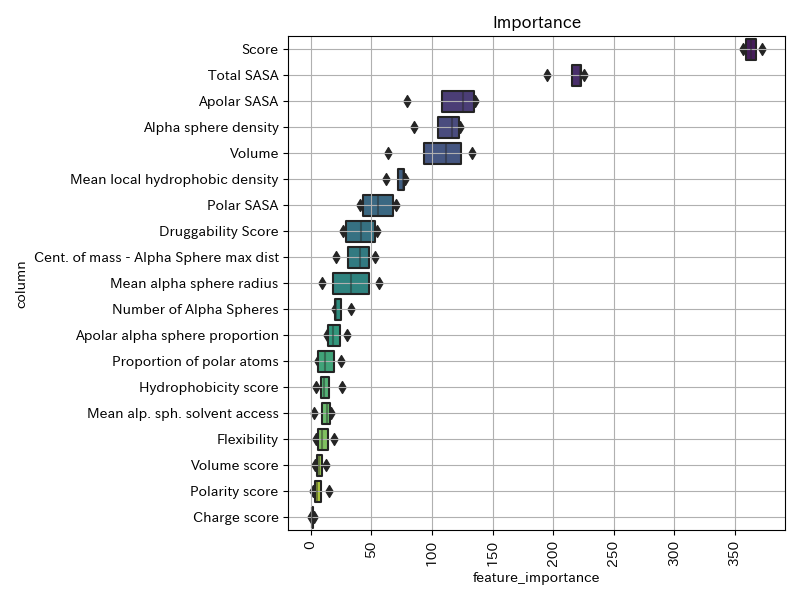 Importance
Score
Total SASA
Apolar SASA
Alpha sphere density
Volume
Mean local hydrophobic density
Polar SASA
Druggability Score
Cent. of mass - Alpha Sphere max dist
Mean alpha sphere radius
Number of Alpha Spheres
Apolar alpha sphere proportion
Proportion of polar atoms
Hydrophobicity score
Mean alp. sph. solvent access
Flexibility
Volume score
Polarity score
Charge score
column
0 50 100 150 200 250 300 350
feature_importance